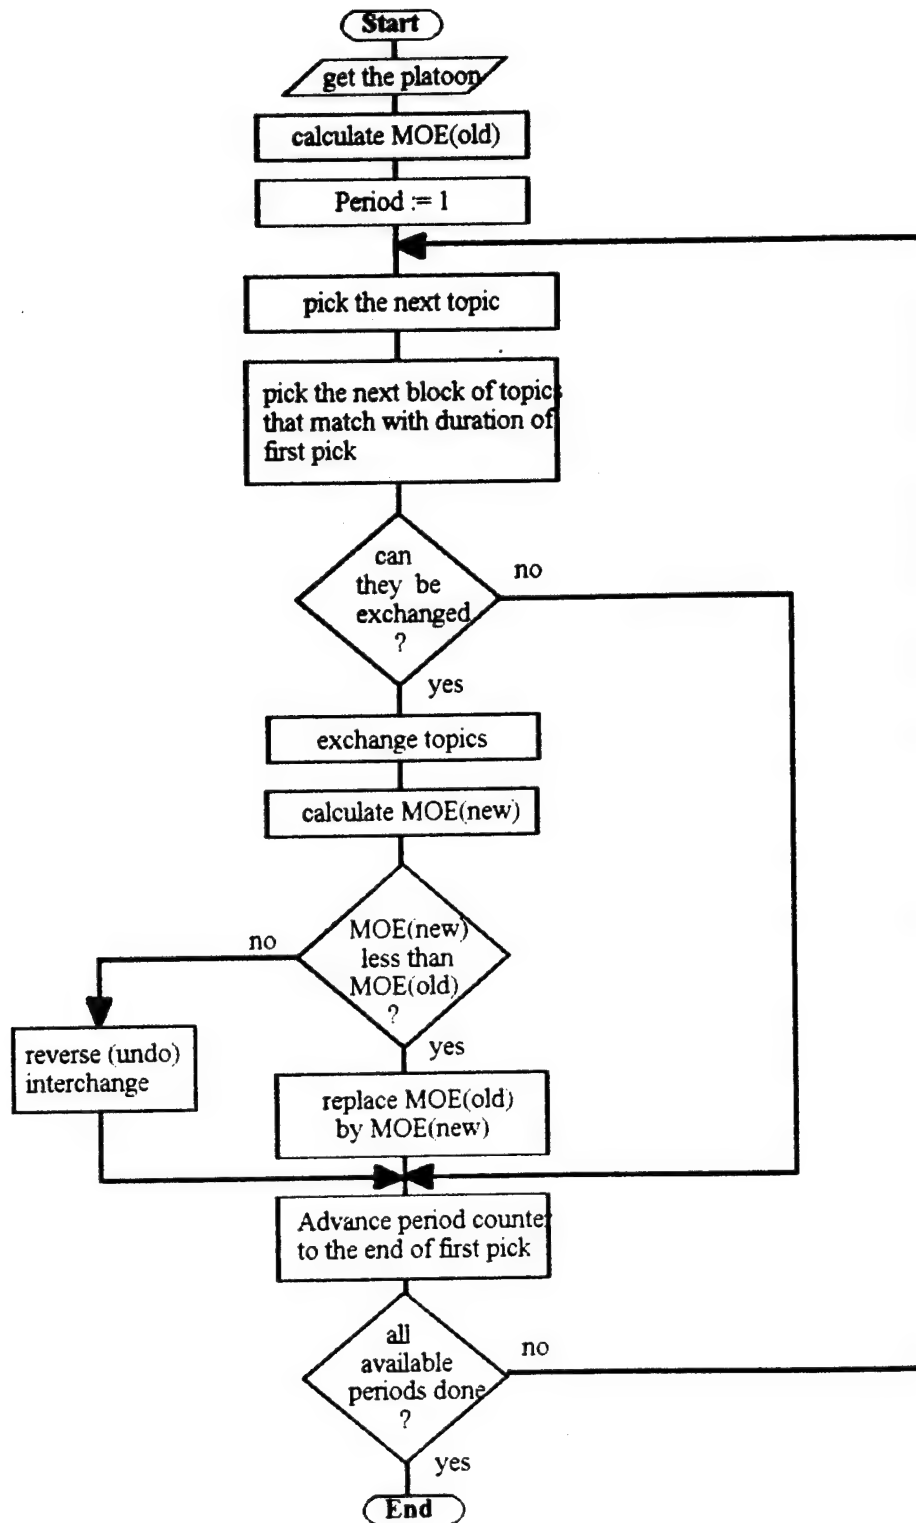 Start
get the platoon
calculate MOE(old)
Period := 1
pick the next topic
pick the next block of topics
that match with duration of
first pick
can
they be
exchanged
?
no
yes
exchange topics
calculate MOE(new)
MOE(new)
less than
MOE(old)
?
no
yes
reverse (undo)
interchange
replace MOE(old)
by MOE(new)
Advance period counte
to the end of first pick
all
available
periods done
?
no
yes
End